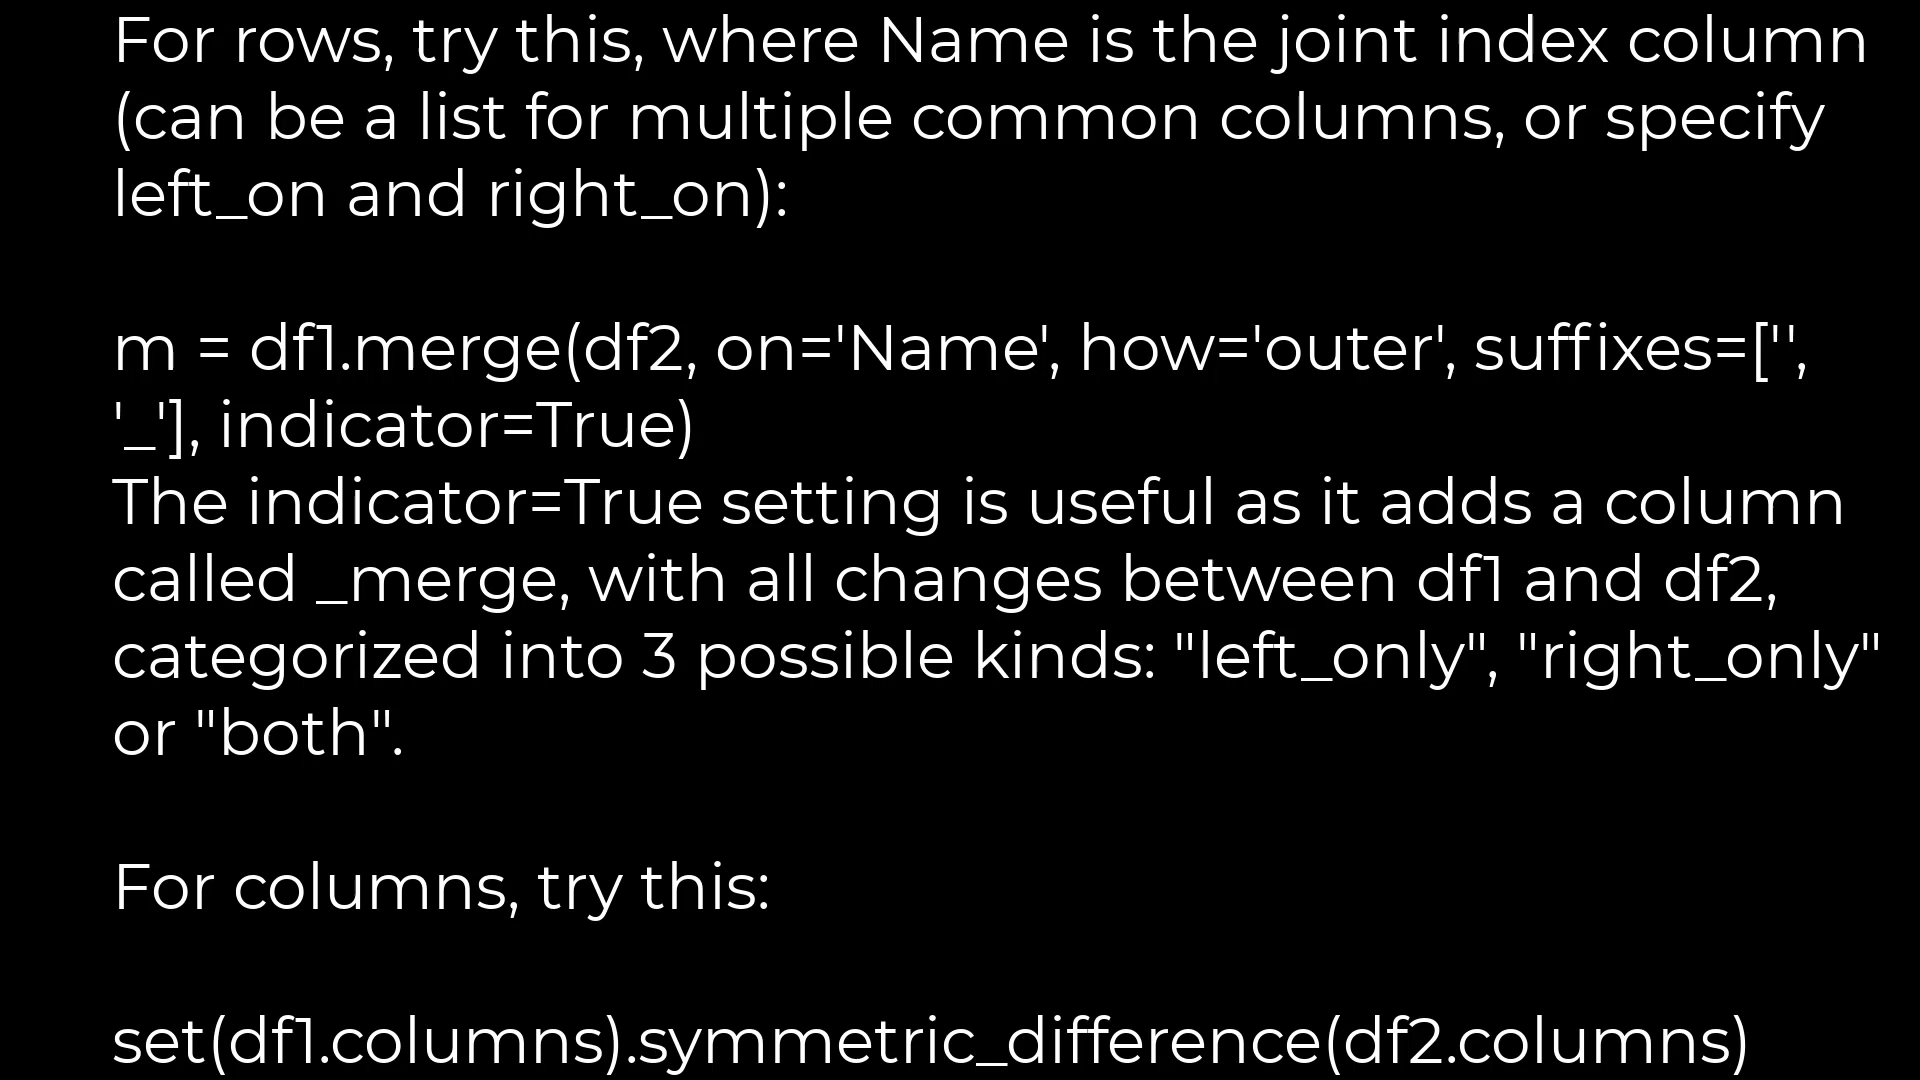 For rows, try this, where Name is the joint index column
(can be a list for multiple common columns, or specify
left_on and right_on):
m = df1.merge(df2, on='Name', how='outer', suffixes=['',
'_'], indicator=True)
The indicator=True setting is useful as it adds a column
called _merge, with all changes between df1 and df2,
categorized into 3 possible kinds: "left_only", "right_only"
or "both".
For columns, try this:
set(df1.columns).symmetric_difference(df2.columns)